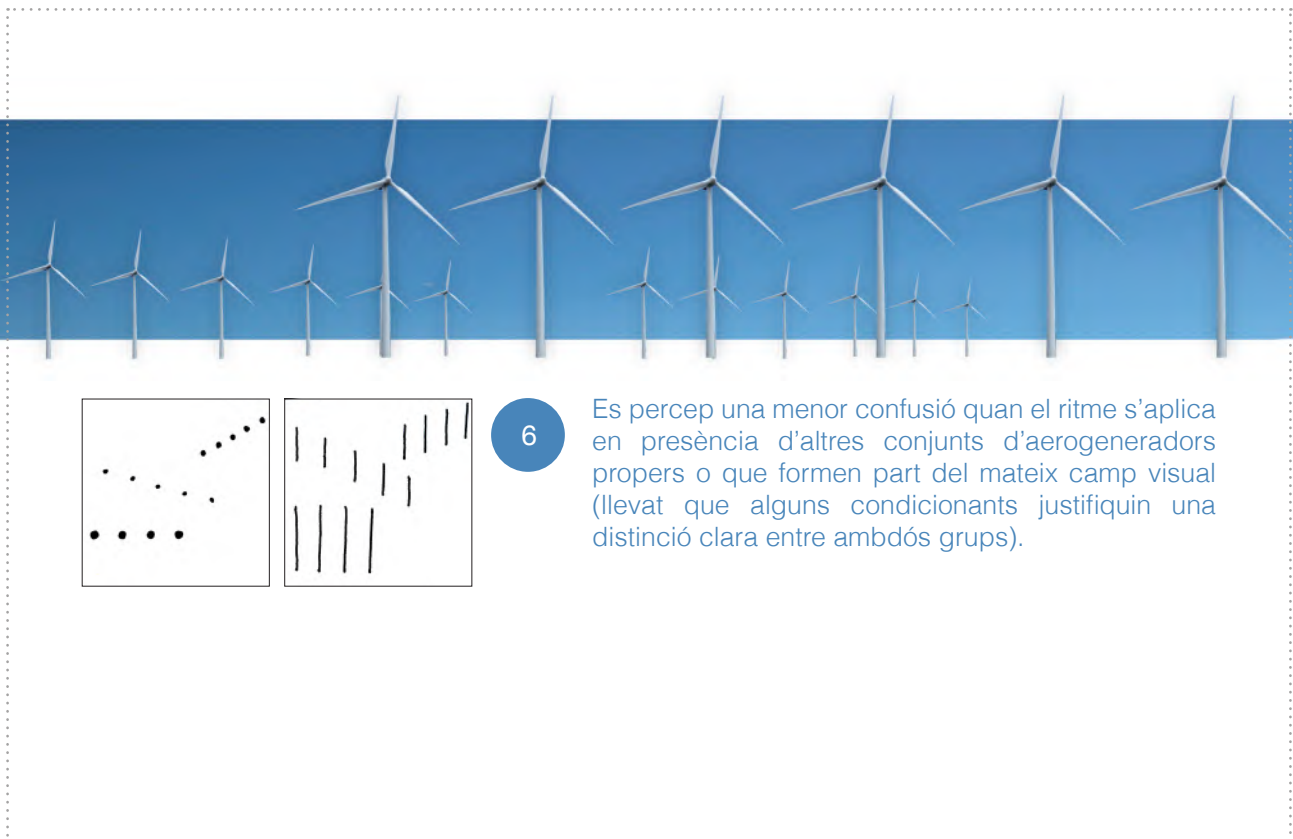 6
Es percep una menor confusió quan el ritme s’aplica
en presència d’altres conjunts d’aerogeneradors
propers o que formen part del mateix camp visual
(llevat que alguns condicionants justifiquin una
distinció clara entre ambdós grups).